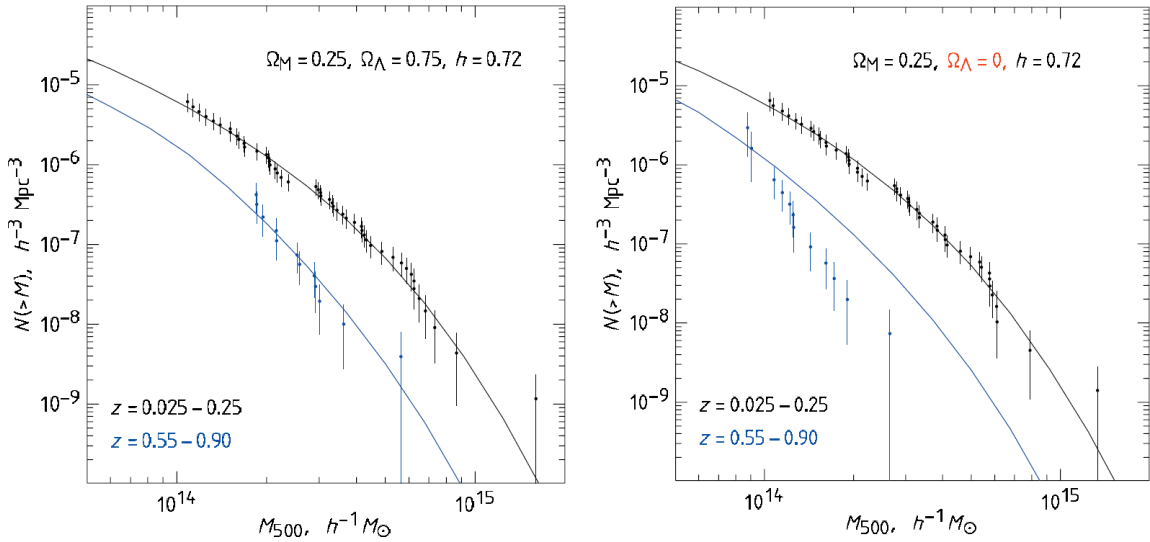 Ω_M = 0.25, Ω_Λ = 0.75, h = 0.72
10^-5
10^-6
10^-7
10^-8
10^-9
N(>M), h^-3 Mpc^-3
z = 0.025 – 0.25
z = 0.55 – 0.90
10^14
10^15
M_500, h^-1 M_⊙
Ω_M = 0.25, Ω_Λ = 0, h = 0.72
10^-5
10^-6
10^-7
10^-8
10^-9
N(>M), h^-3 Mpc^-3
z = 0.025 – 0.25
z = 0.55 – 0.90
10^14
10^15
M_500, h^-1 M_⊙